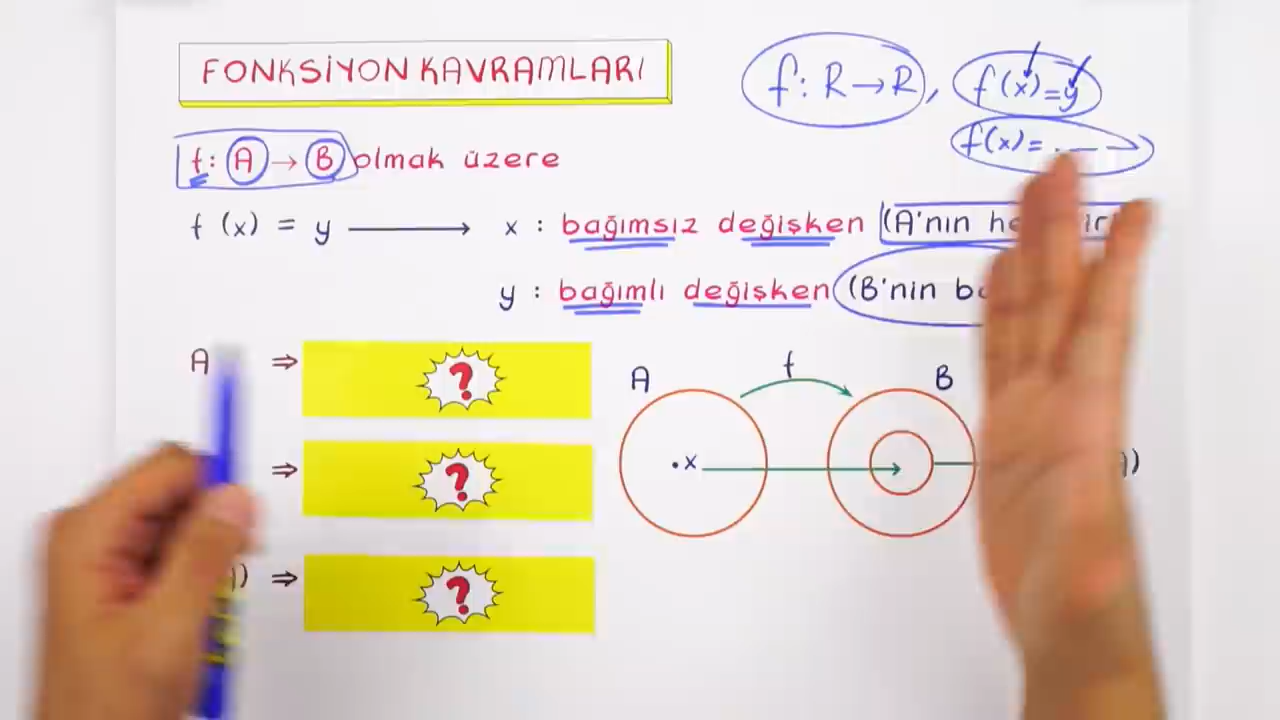 FONKSİYON KAVRAMLARI
f: R → R, f(x) = y
f(x) =
f: A → B olmak üzere
f (x) = y → x : bağımsız değişken (A'nın
y : bağımlı değişken (B'nin
A ⇒ ?
⇒ ?
) ⇒ ?
A f B
x
)